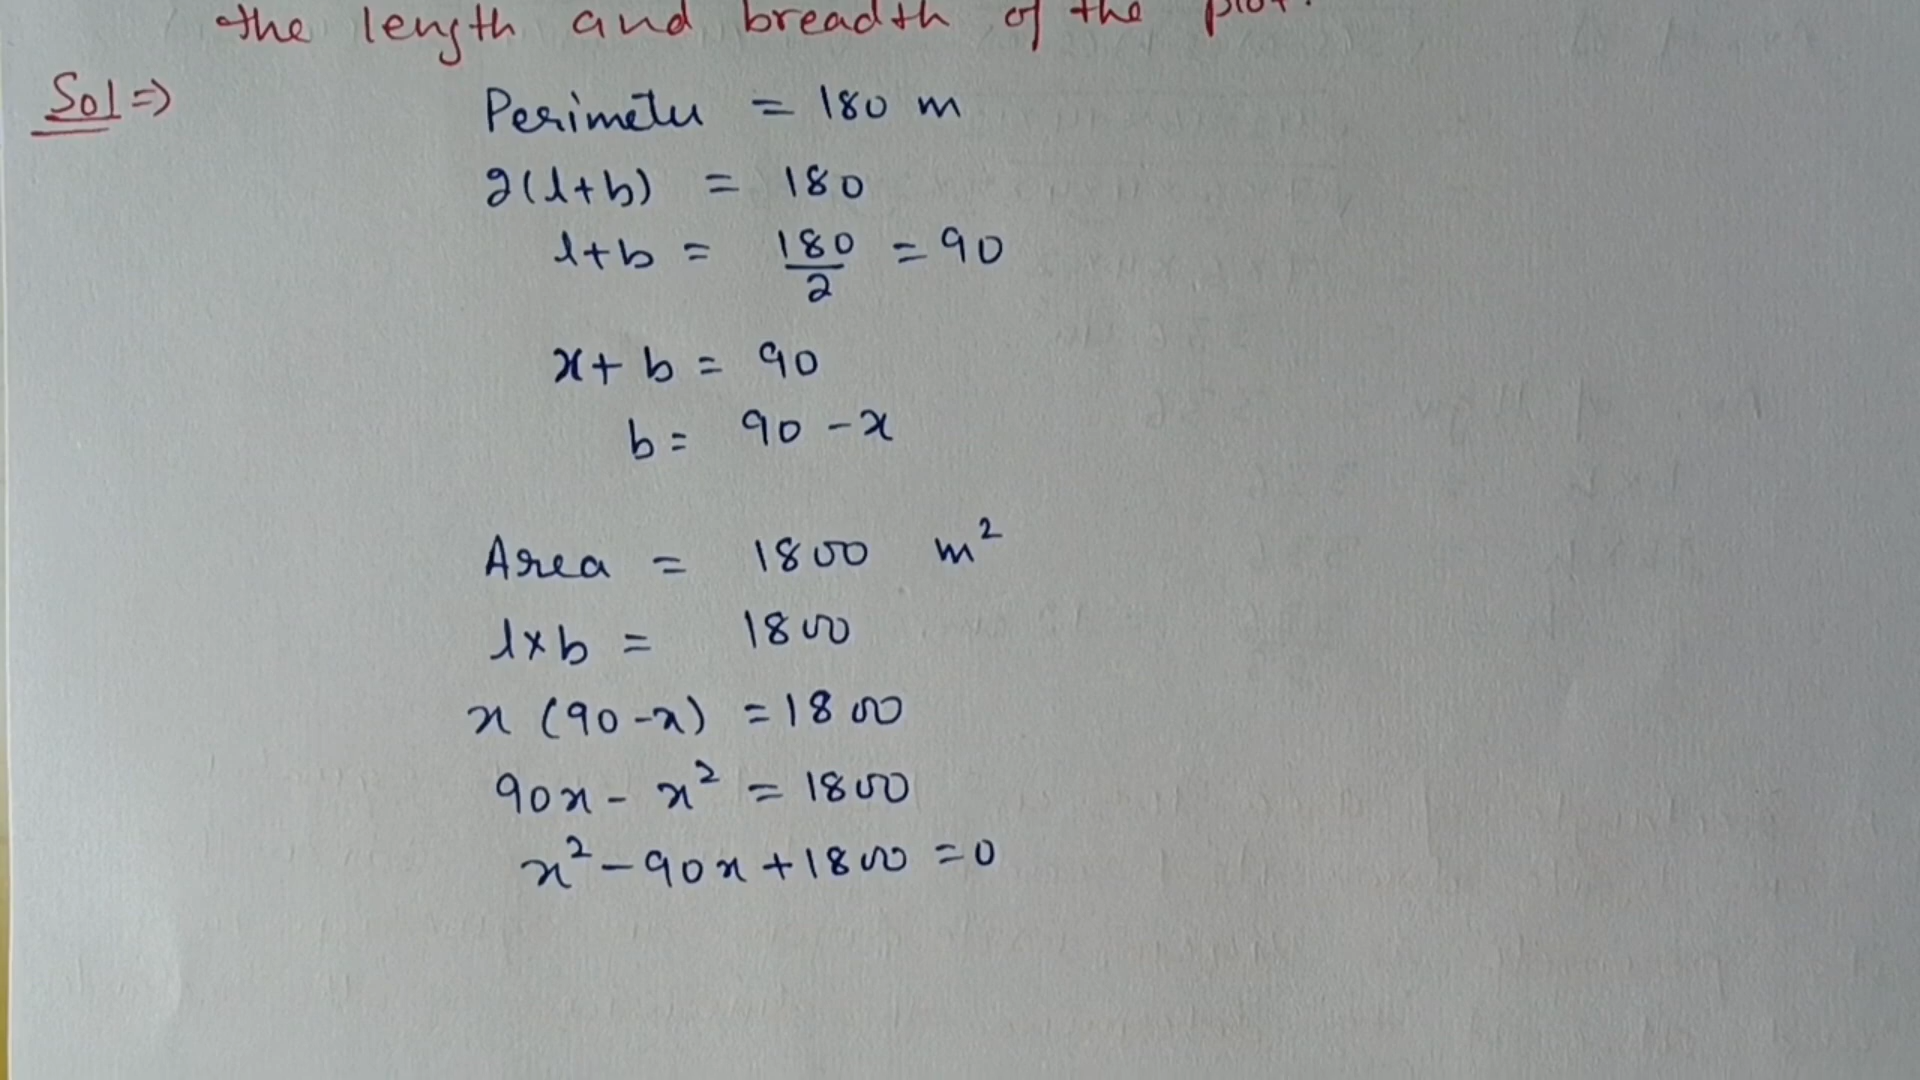 the length and breadth of the plot.
Sol ⇒ Perimeter = 180 m
2(l+b) = 180
l+b = 180/2 = 90
x + b = 90
b = 90 - x
Area = 1800 m²
l×b = 1800
x (90-x) = 1800
90x - x² = 1800
x² - 90x + 1800 = 0